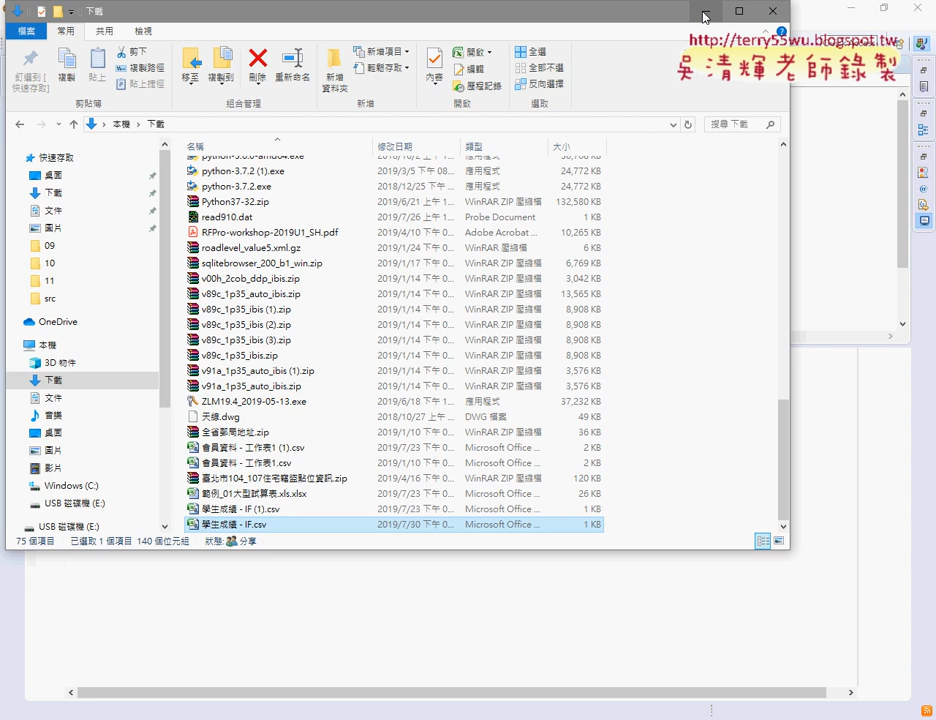 下載
檔案 常用 共用 檢視
http://terry55wu.blogspot.tw
吳清輝老師錄製
釘選到 [
快速存取]
複製
貼上
剪下
複製路徑
貼上捷徑
剪貼簿
移至
複製到
刪除
重新命名
組合管理
新增
資料夾
新增項目
輕鬆存取
新增
內容
開啟
編輯
歷程記錄
開啟
全選
全部不選
反向選擇
選取
本機 › 下載
搜尋 下載
快速存取
桌面
下載
文件
圖片
09
10
11
src
OneDrive
本機
3D 物件
下載
文件
音樂
桌面
圖片
影片
Windows (C:)
USB 磁碟機 (E:)
USB 磁碟機 (E:)
名稱 修改日期 類型 大小
python-3.7.2 (1).exe 2019/3/5 下午 08... 應用程式 24,772 KB
python-3.7.2.exe 2018/12/25 下午 ... 應用程式 24,772 KB
Python37-32.zip 2019/6/21 上午 1... WinRAR ZIP 壓縮檔 132,580 KB
read910.dat 2019/7/26 上午 1... Probe Document 1 KB
RFPro-workshop-2019U1_SH.pdf 2019/4/10 下午 0... Adobe Acrobat ... 10,265 KB
roadlevel_value5.xml.gz 2019/1/24 下午 0... WinRAR 壓縮檔 6 KB
sqlitebrowser_200_b1_win.zip 2019/1/17 下午 0... WinRAR ZIP 壓縮檔 6,769 KB
v00h_2cob_ddp_ibis.zip 2019/1/14 下午 0... WinRAR ZIP 壓縮檔 3,042 KB
v89c_1p35_auto_ibis.zip 2019/1/14 下午 0... WinRAR ZIP 壓縮檔 13,565 KB
v89c_1p35_ibis (1).zip 2019/1/14 下午 0... WinRAR ZIP 壓縮檔 8,908 KB
v89c_1p35_ibis (2).zip 2019/1/14 下午 0... WinRAR ZIP 壓縮檔 8,908 KB
v89c_1p35_ibis (3).zip 2019/1/14 下午 0... WinRAR ZIP 壓縮檔 8,908 KB
v89c_1p35_ibis.zip 2019/1/14 下午 0... WinRAR ZIP 壓縮檔 8,908 KB
v91a_1p35_auto_ibis (1).zip 2019/1/14 下午 0... WinRAR ZIP 壓縮檔 3,576 KB
v91a_1p35_auto_ibis.zip 2019/1/14 下午 0... WinRAR ZIP 壓縮檔 3,576 KB
ZLM19.4_2019-05-13.exe 2019/6/18 下午 1... 應用程式 37,232 KB
天線.dwg 2018/10/27 上午 ... DWG 檔案 49 KB
全省郵局地址.zip 2019/1/10 下午 0... WinRAR ZIP 壓縮檔 36 KB
會員資料 - 工作表1 (1).csv 2019/7/23 下午 0... Microsoft Office ... 2 KB
會員資料 - 工作表1.csv 2019/1/10 下午 0... Microsoft Office ... 2 KB
臺北市104_107住宅竊盜點位資訊.zip 2019/7/23 下午 0... WinRAR ZIP 壓縮檔 120 KB
範例_01大型試算表.xls.xlsx 2019/7/23 下午 0... Microsoft Office ... 26 KB
學生成績 - IF (1).csv 2019/7/23 下午 0... Microsoft Office ... 1 KB
學生成績 - IF.csv 2019/7/30 下午 0... Microsoft Office ... 1 KB
75 個項目 已選取 1 個項目 140 個位元組 狀態: 分享